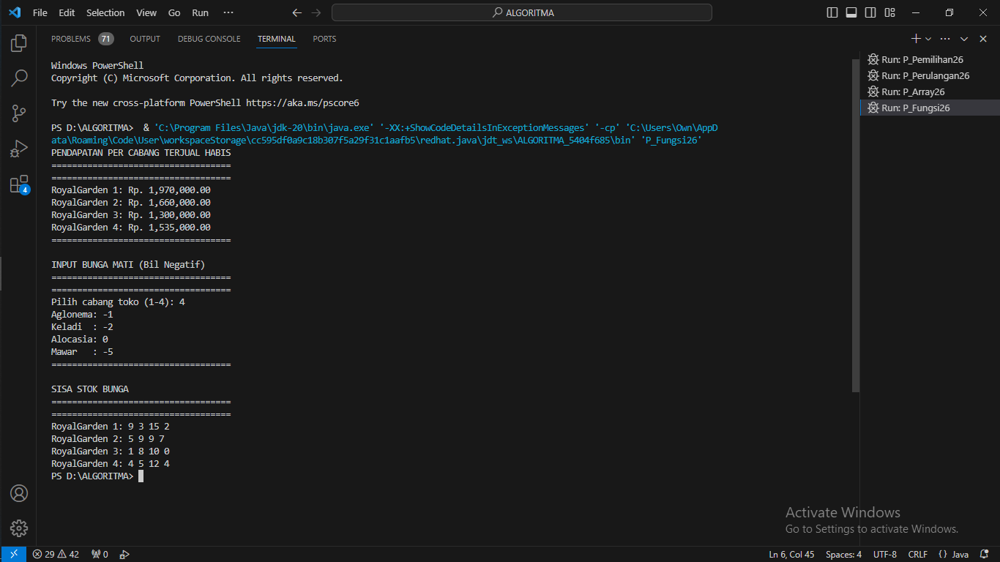 File Edit Selection View Go Run ···
ALGORITMA
PROBLEMS 71 OUTPUT DEBUG CONSOLE TERMINAL PORTS
Windows PowerShell
Copyright (C) Microsoft Corporation. All rights reserved.
Try the new cross-platform PowerShell https://aka.ms/pscore6
PS D:\ALGORITMA>  & 'C:\Program Files\Java\jdk-20\bin\java.exe' '-XX:+ShowCodeDetailsInExceptionMessages' '-cp' 'C:\Users\Own\AppD
ata\Roaming\Code\User\workspaceStorage\cc595df0a9c18b307f5a29f31c1aafb5\redhat.java\jdt_ws\ALGORITMA_5404f685\bin' 'P_Fungsi26'
PENDAPATAN PER CABANG TERJUAL HABIS
===================================
===================================
RoyalGarden 1: Rp. 1,970,000.00
RoyalGarden 2: Rp. 1,660,000.00
RoyalGarden 3: Rp. 1,300,000.00
RoyalGarden 4: Rp. 1,535,000.00
===================================
INPUT BUNGA MATI (Bil Negatif)
===================================
===================================
Pilih cabang toko (1-4): 4
Aglonema: -1
Keladi  : -2
Alocasia: 0
Mawar   : -5
===================================
SISA STOK BUNGA
===================================
===================================
RoyalGarden 1: 9 3 15 2
RoyalGarden 2: 5 9 9 7
RoyalGarden 3: 1 8 10 0
RoyalGarden 4: 4 5 12 4
PS D:\ALGORITMA>
Run: P_Pemilihan26
Run: P_Perulangan26
Run: P_Array26
Run: P_Fungsi26
4
Activate Windows
Go to Settings to activate Windows.
29 42 0 Ln 6, Col 45 Spaces: 4 UTF-8 CRLF {} Java